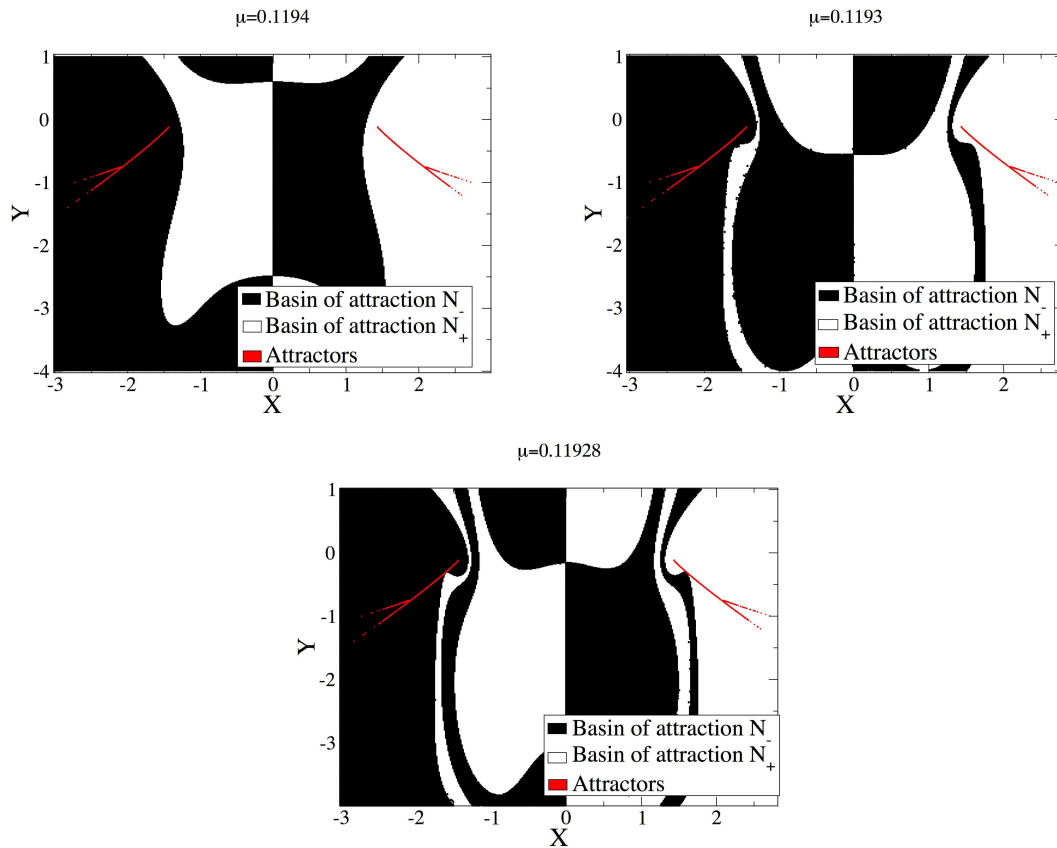 μ=0.1194
1
0
-1
-2
-3
-4
Y
Basin of attraction N-
Basin of attraction N+
Attractors
-3 -2 -1 0 1 2
X
μ=0.1193
1
0
-1
-2
-3
-4
Y
Basin of attraction N-
Basin of attraction N+
Attractors
-3 -2 -1 0 1 2
X
μ=0.11928
1
0
-1
-2
-3
Y
Basin of attraction N-
Basin of attraction N+
Attractors
-3 -2 -1 0 1 2
X